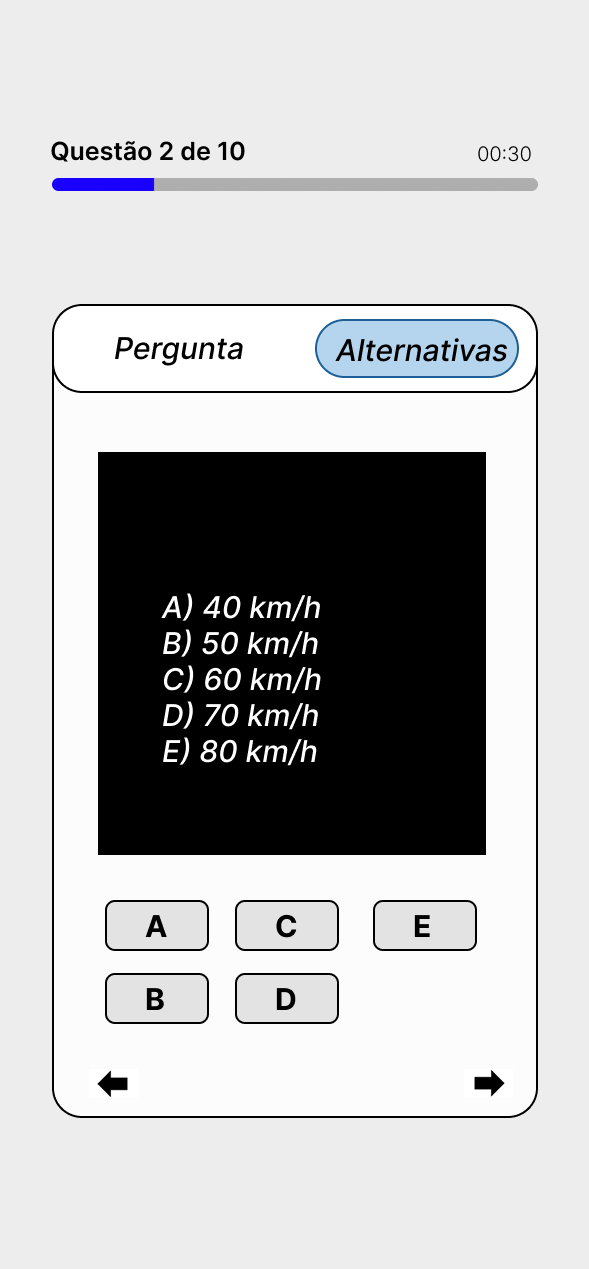 Questão 2 de 10
00:30
Pergunta
Alternativas
A) 40 km/h
B) 50 km/h
C) 60 km/h
D) 70 km/h
E) 80 km/h
A C E
B D